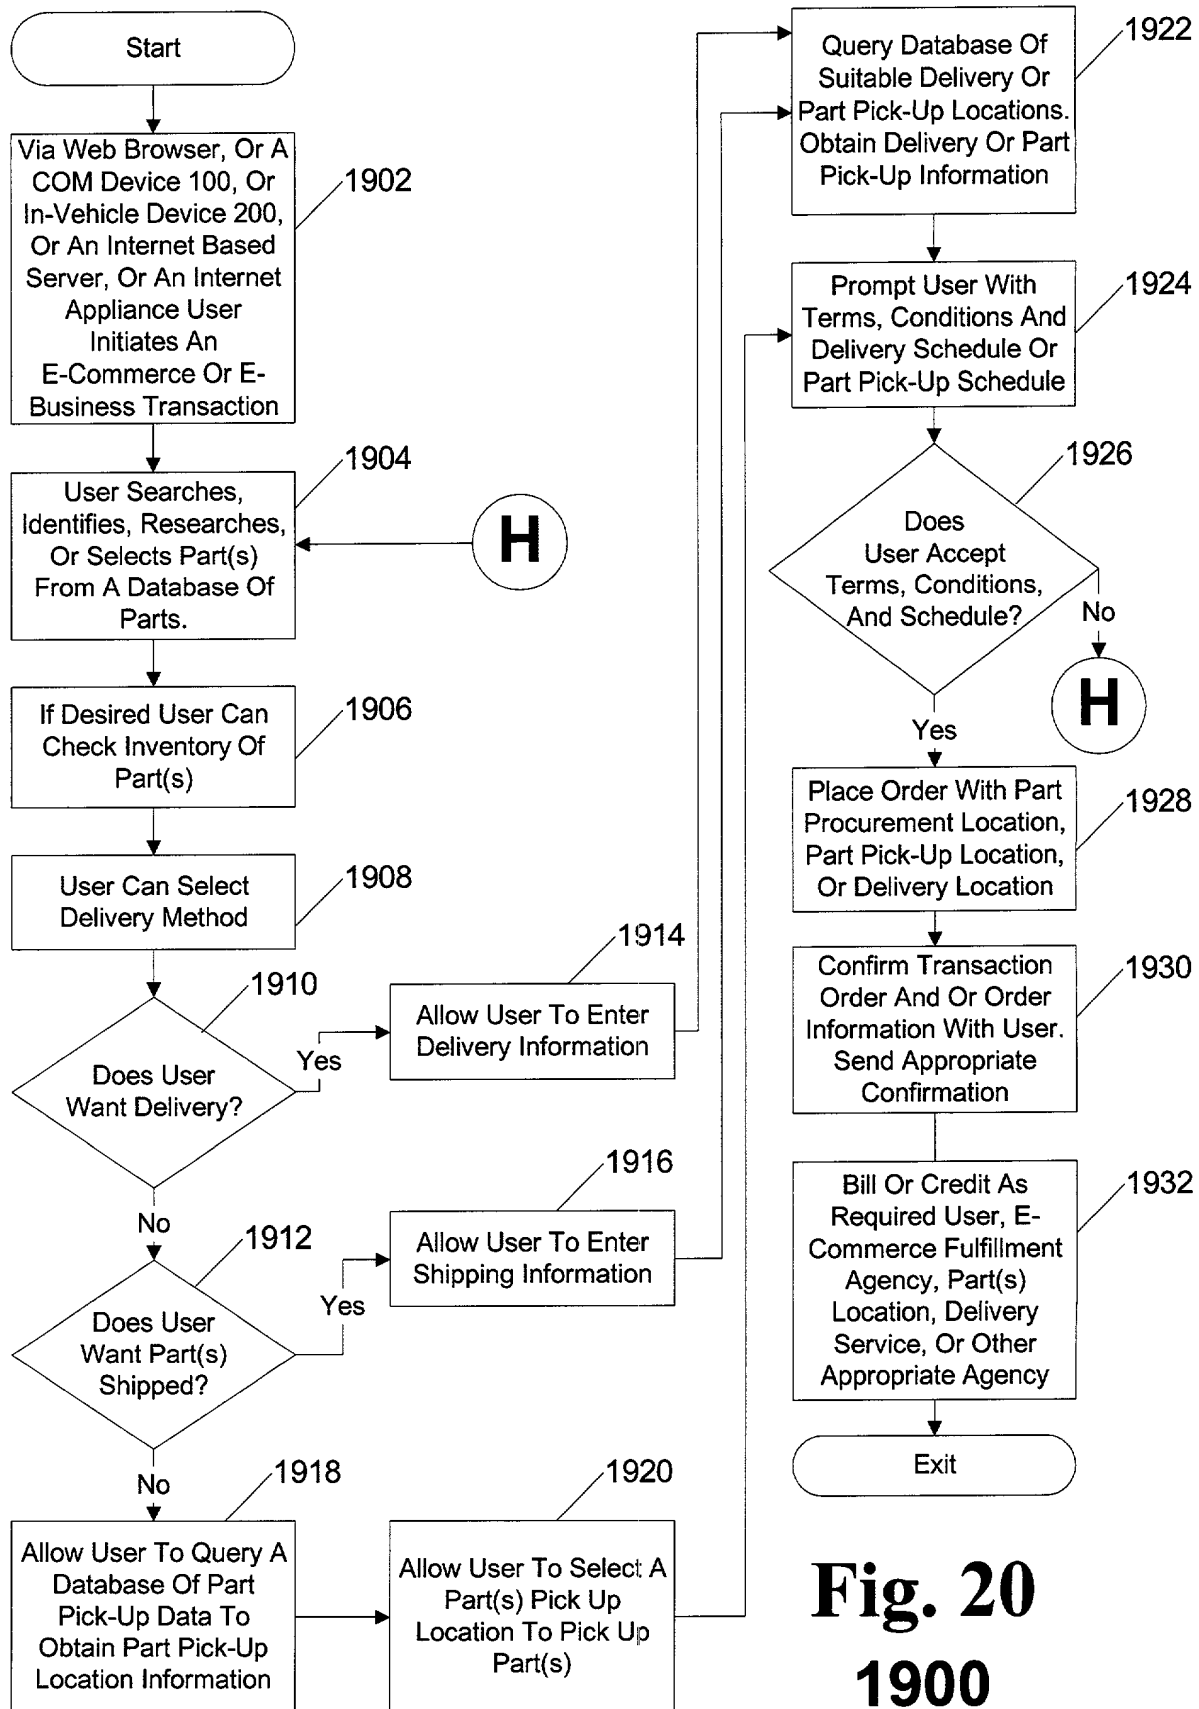 Start
Via Web Browser, Or A
COM Device 100, Or
In-Vehicle Device 200,
Or An Internet Based
Server, Or An Internet
Appliance User
Initiates An
E-Commerce Or E-
Business Transaction
1902
User Searches,
Identifies, Researches,
Or Selects Part(s)
From A Database Of
Parts.
1904
H
If Desired User Can
Check Inventory Of
Part(s)
1906
User Can Select
Delivery Method
1908
Does User
Want Delivery?
1910
Yes
No
Allow User To Enter
Delivery Information
1914
Does User
Want Part(s)
Shipped?
1912
Yes
No
Allow User To Enter
Shipping Information
1916
Allow User To Query A
Database Of Part
Pick-Up Data To
Obtain Part Pick-Up
Location Information
1918
Allow User To Select A
Part(s) Pick Up
Location To Pick Up
Part(s)
1920
Query Database Of
Suitable Delivery Or
Part Pick-Up Locations.
Obtain Delivery Or Part
Pick-Up Information
1922
Prompt User With
Terms, Conditions And
Delivery Schedule Or
Part Pick-Up Schedule
1924
Does
User Accept
Terms, Conditions,
And Schedule?
1926
No
H
Yes
Place Order With Part
Procurement Location,
Part Pick-Up Location,
Or Delivery Location
1928
Confirm Transaction
Order And Or Order
Information With User.
Send Appropriate
Confirmation
1930
Bill Or Credit As
Required User, E-
Commerce Fulfillment
Agency, Part(s)
Location, Delivery
Service, Or Other
Appropriate Agency
1932
Exit
Fig. 20
1900